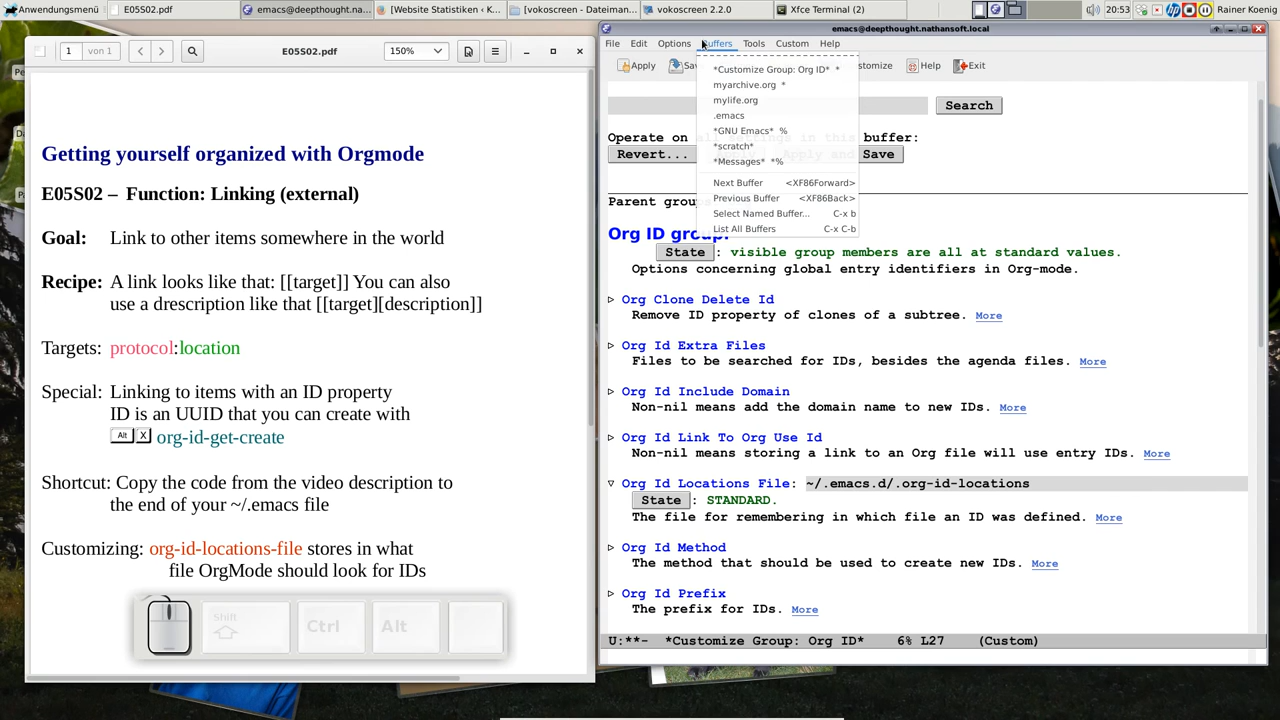 Anwendungsmenü
E05S02.pdf
emacs@deepthought.na...
[Website Statistiken ‹ K...
[vokoscreen - Dateiman...
vokoscreen 2.2.0
Xfce Terminal (2)
20:53
Rainer Koenig
1
von 1
E05S02.pdf
150%
Getting yourself organized with Orgmode
E05S02 – Function: Linking (external)
Goal: Link to other items somewhere in the world
Recipe: A link looks like that: [[target]] You can also
use a drescription like that [[target][description]]
Targets: protocol:location
Special: Linking to items with an ID property
ID is an UUID that you can create with
Alt X org-id-get-create
Shortcut: Copy the code from the video description to
the end of your ~/.emacs file
Customizing: org-id-locations-file stores in what
file OrgMode should look for IDs
Shift
Ctrl
Alt
emacs@deepthought.nathansoft.local
File Edit Options Buffers Tools Custom Help
Apply
Help
Exit
*Customize Group: Org ID* *
myarchive.org *
mylife.org
.emacs
*GNU Emacs* %
*scratch*
*Messages* *%
Next Buffer <XF86Forward>
Previous Buffer <XF86Back>
Select Named Buffer... C-x b
List All Buffers C-x C-b
Search
Operate on all settings in this buffer:
Revert... Apply and Save
Parent group
Org ID group:
State : visible group members are all at standard values.
Options concerning global entry identifiers in Org-mode.
▷ Org Clone Delete Id
Remove ID property of clones of a subtree. More
▷ Org Id Extra Files
Files to be searched for IDs, besides the agenda files. More
▷ Org Id Include Domain
Non-nil means add the domain name to new IDs. More
▷ Org Id Link To Org Use Id
Non-nil means storing a link to an Org file will use entry IDs. More
▽ Org Id Locations File: ~/.emacs.d/.org-id-locations
State : STANDARD.
The file for remembering in which file an ID was defined. More
▷ Org Id Method
The method that should be used to create new IDs. More
▷ Org Id Prefix
The prefix for IDs. More
U:**- *Customize Group: Org ID* 6% L27 (Custom)